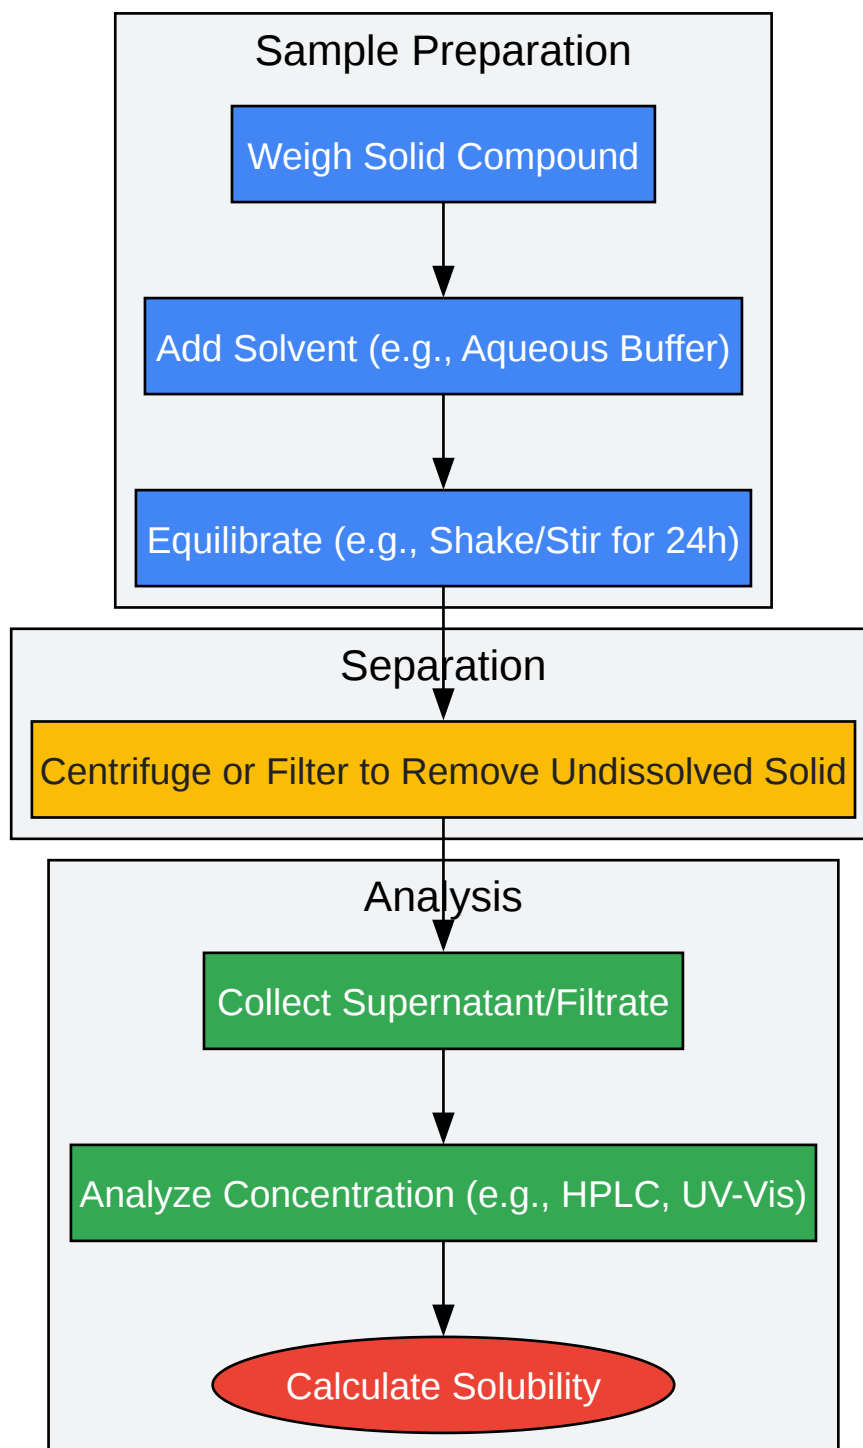 Sample Preparation
Weigh Solid Compound
Add Solvent (e.g., Aqueous Buffer)
Equilibrate (e.g., Shake/Stir for 24h)
Separation
Centrifuge or Filter to Remove Undissolved Solid
Analysis
Collect Supernatant/Filtrate
Analyze Concentration (e.g., HPLC, UV-Vis)
Calculate Solubility